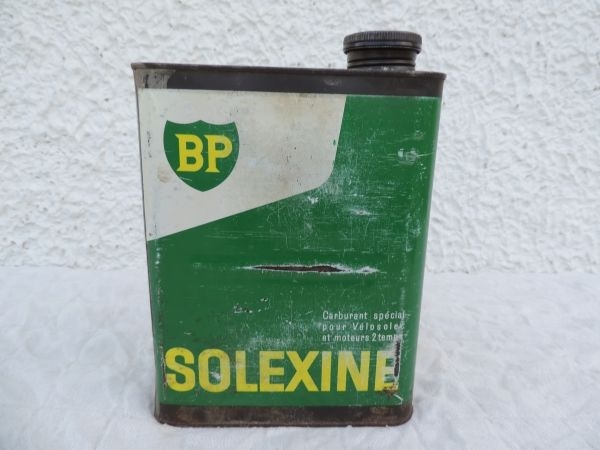 BP
Carburant spécial
pour Vélosolex
et moteurs 2 temps
SOLEXINE